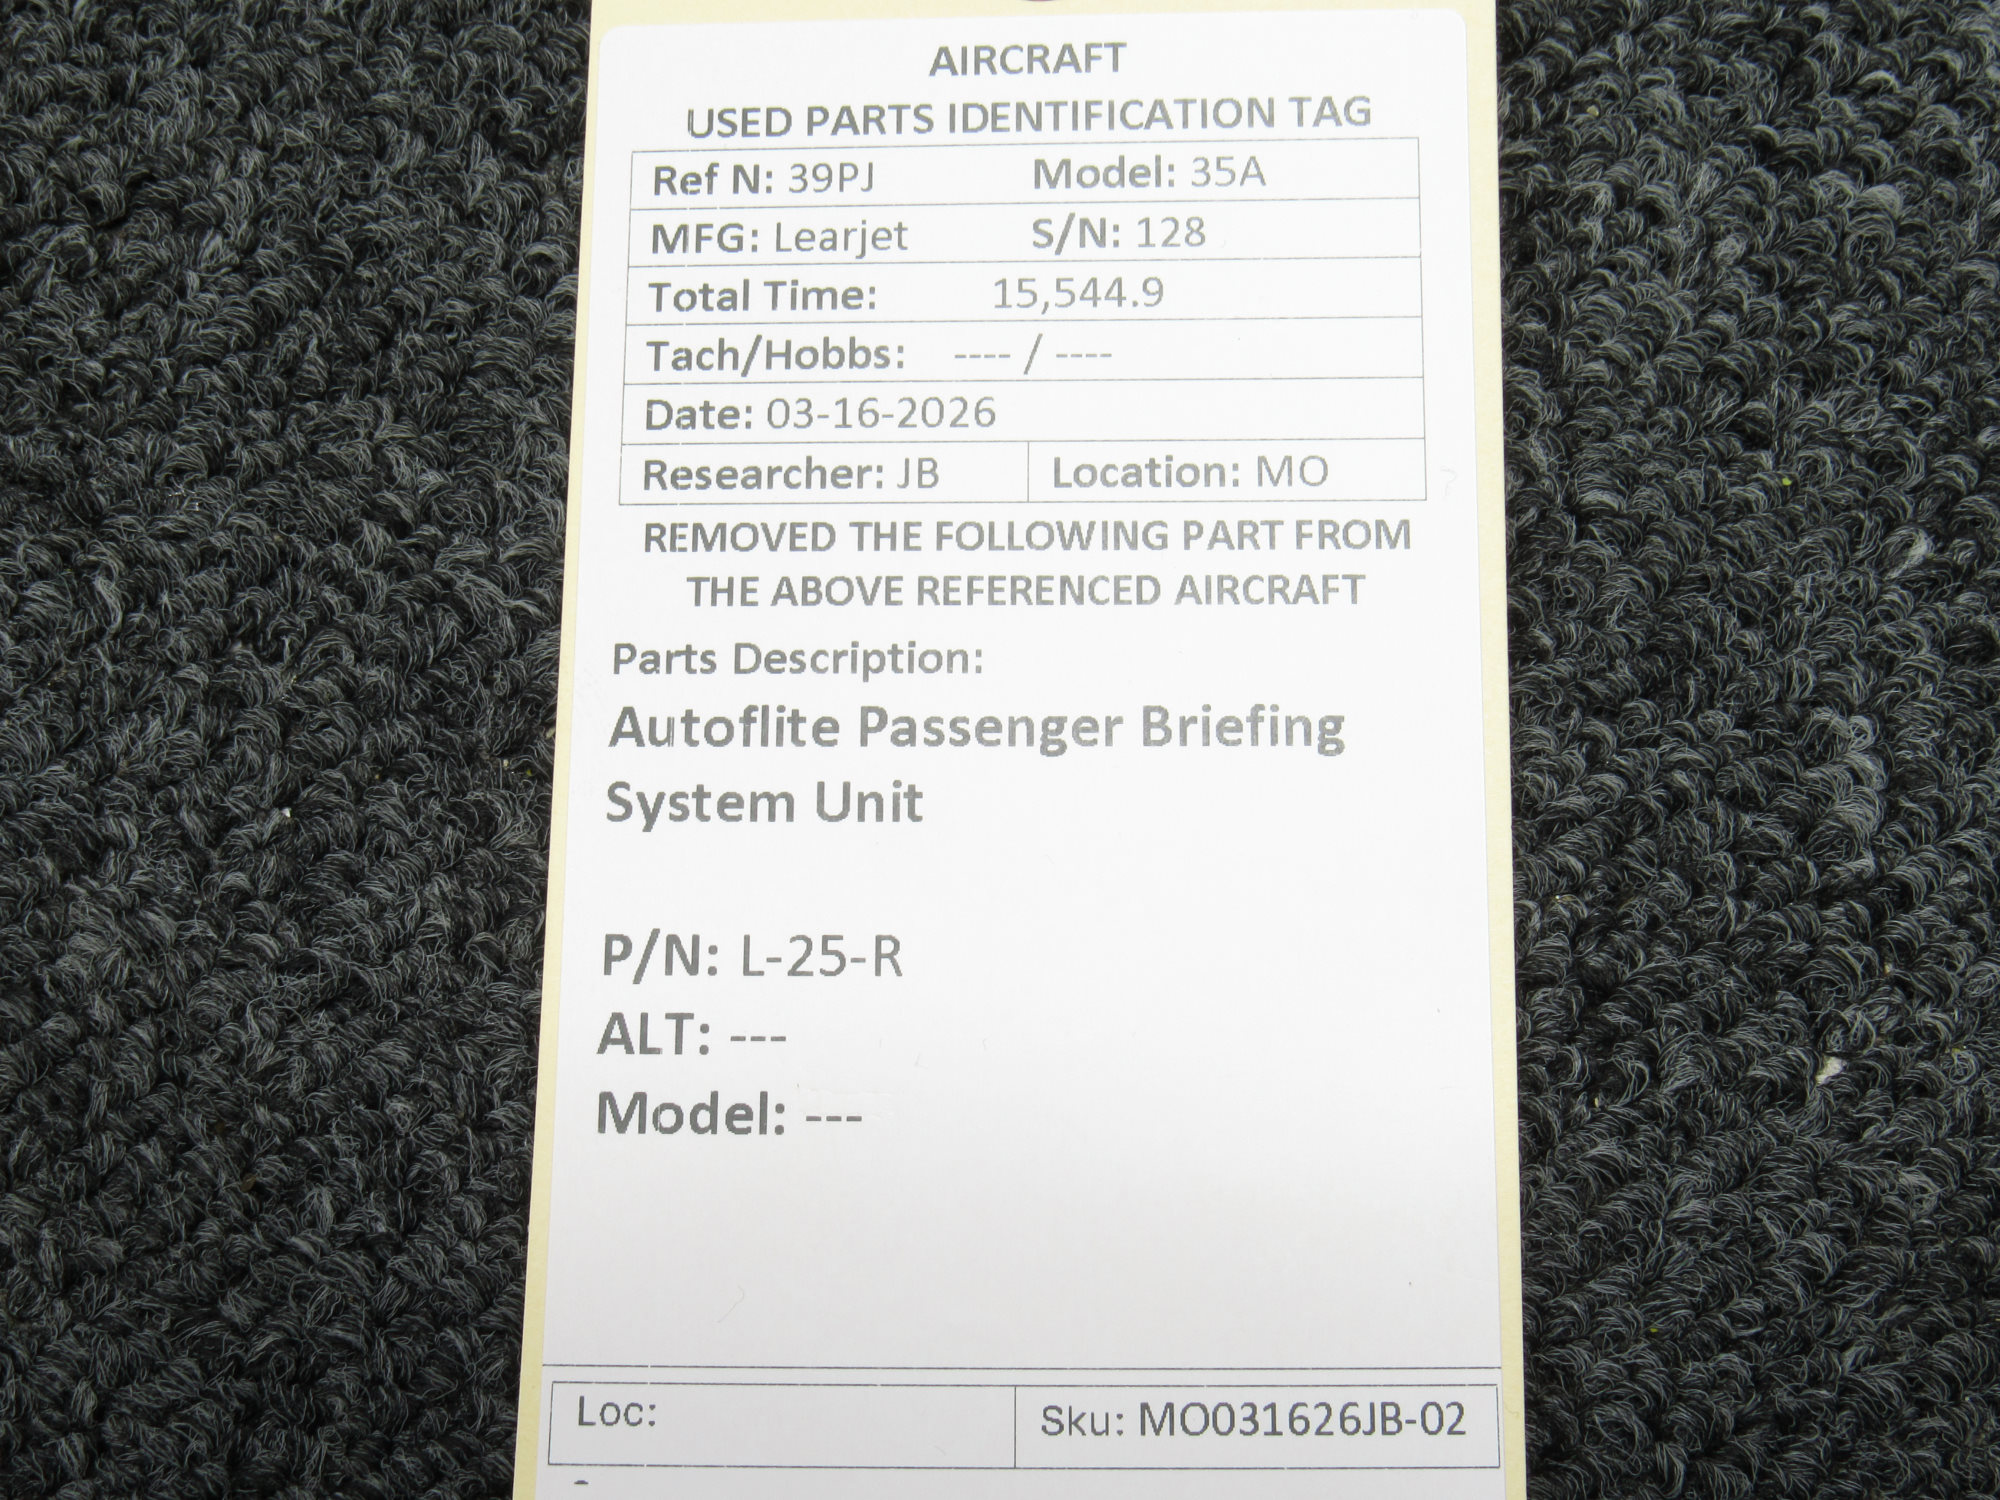 AIRCRAFT
USED PARTS IDENTIFICATION TAG
Ref N: 39PJ Model: 35A
MFG: Learjet S/N: 128
Total Time: 15,544.9
Tach/Hobbs: ---- / ----
Date: 03-16-2026
Researcher: JB Location: MO
REMOVED THE FOLLOWING PART FROM
THE ABOVE REFERENCED AIRCRAFT
Parts Description:
Autoflite Passenger Briefing
System Unit
P/N: L-25-R
ALT: ---
Model: ---
Loc: Sku: MO031626JB-02